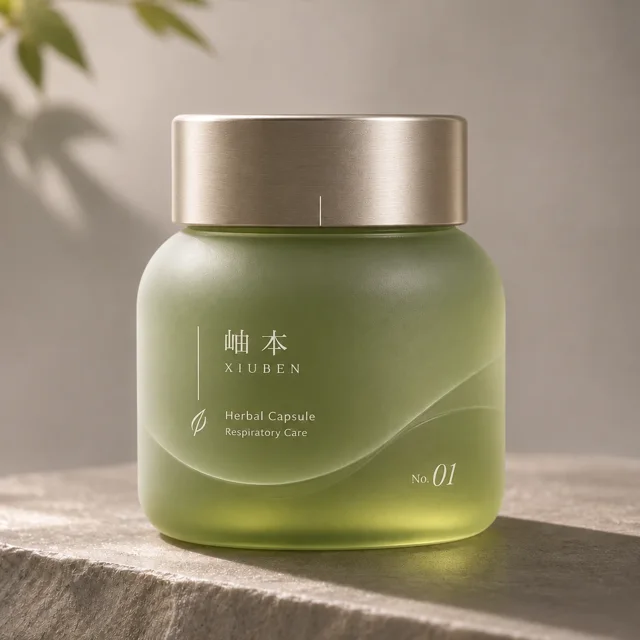 岫本
XIUBEN
Herbal Capsule
Respiratory Care
No. 01